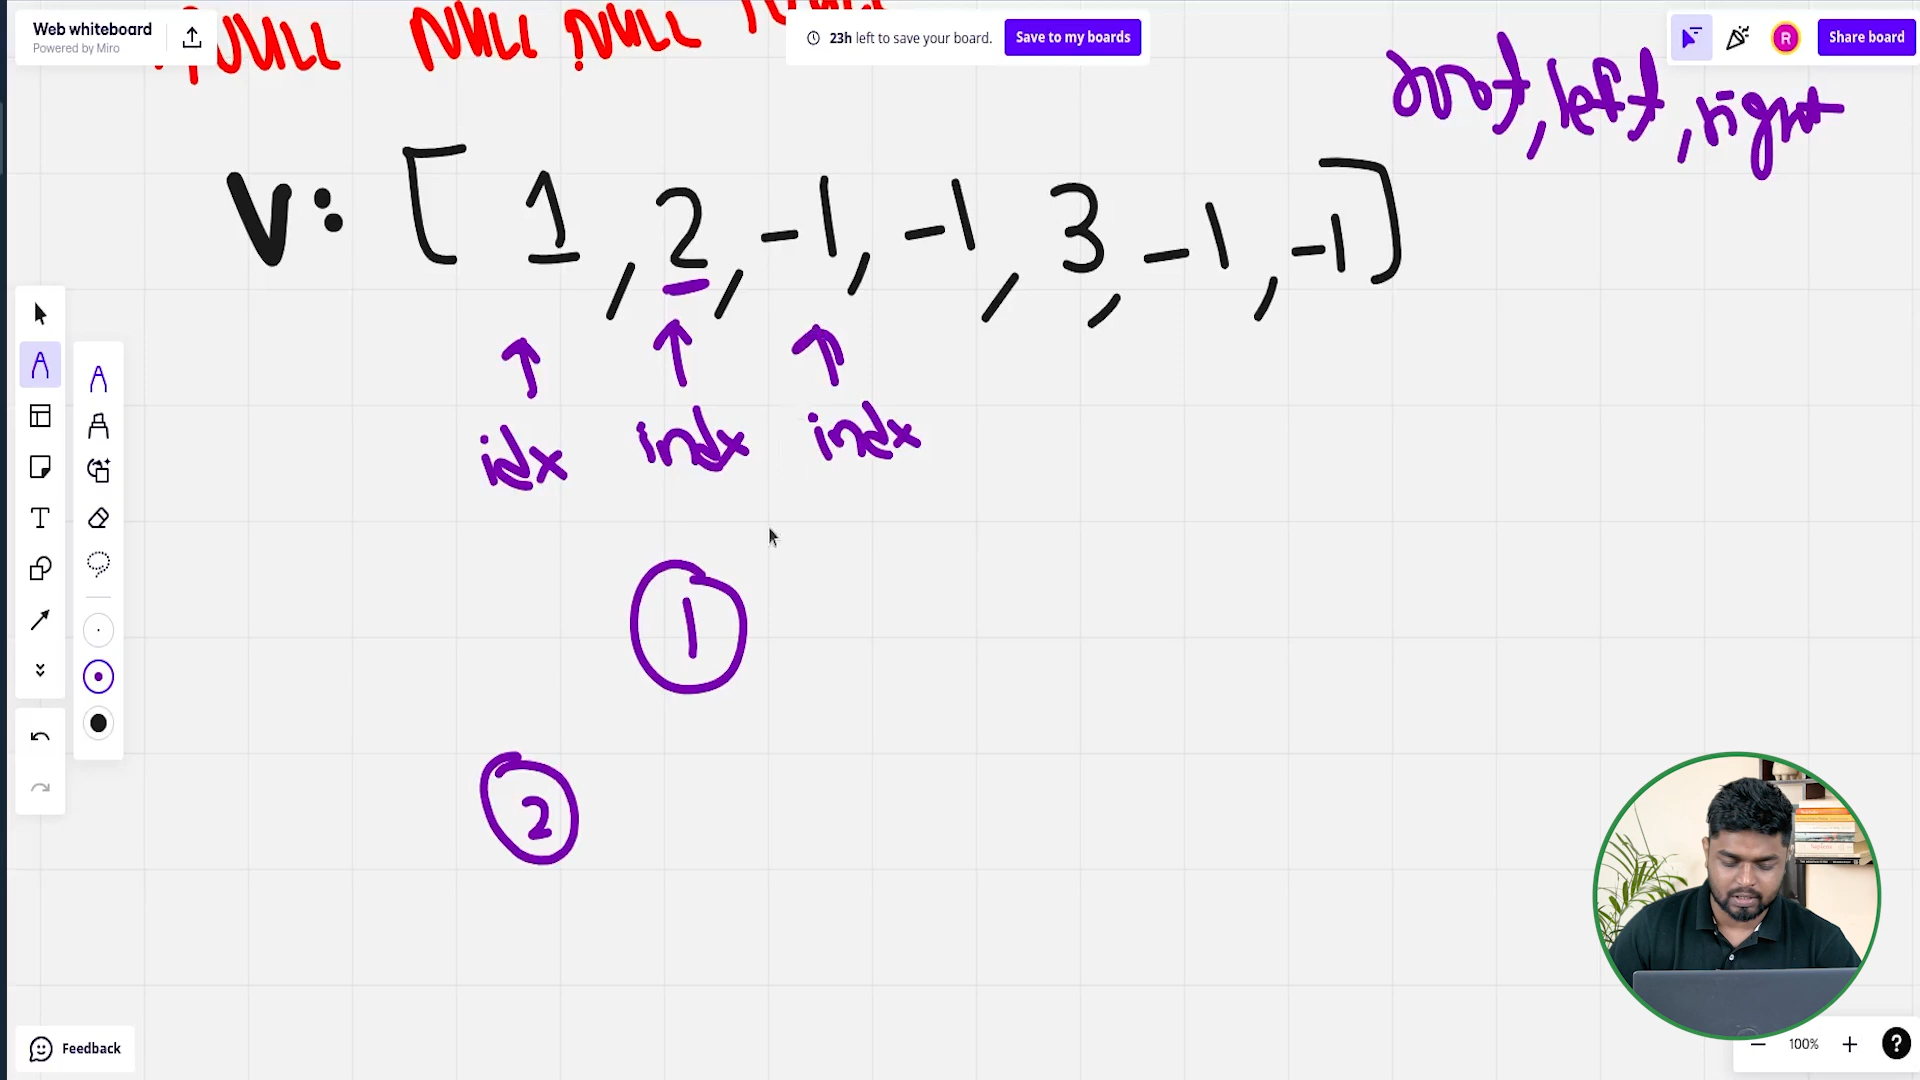 Web whiteboard
Powered by Miro
NULL NULL NULL NULL
23h left to save your board.
Save to my boards
R
Share board
root, left, right
V: [ 1, 2, -1, -1, 3, -1, -1]
idx indx indx
1
2
T
Feedback
100%
?